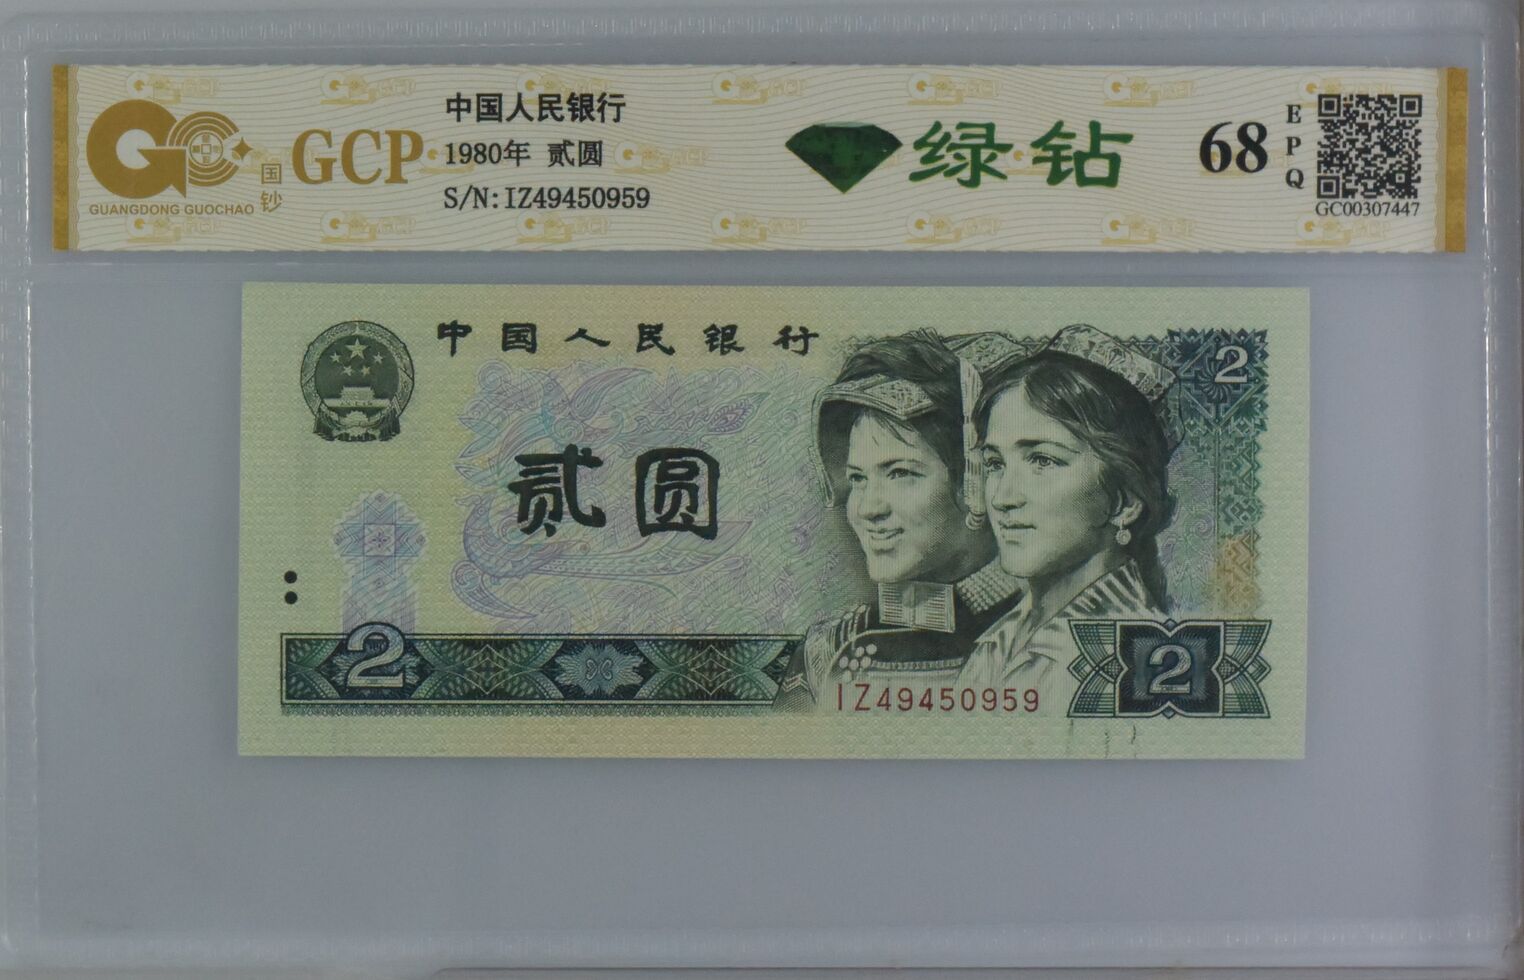 GUANGDONG GUOCHAO
国钞
GCP
中国人民银行
1980年 贰圆
S/N:IZ49450959
绿钻
68
EPQ
GC00307447
中国人民银行
2
贰圆
2
IZ49450959
2